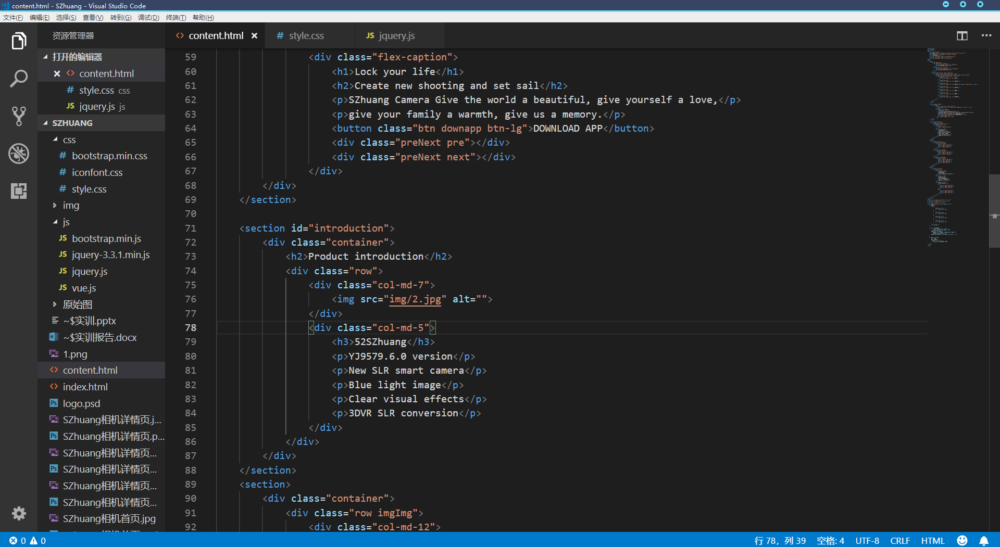 content.html - SZhuang - Visual Studio Code
文件(F) 编辑(E) 选择(S) 查看(V) 转到(G) 调试(D) 终端(T) 帮助(H)
资源管理器
打开的编辑器
content.html
style.css css
jquery.js js
SZHUANG
css
bootstrap.min.css
iconfont.css
style.css
img
js
bootstrap.min.js
jquery-3.3.1.min.js
jquery.js
vue.js
原始图
~$实训.pptx
~$实训报告.docx
1.png
content.html
index.html
logo.psd
SZhuang相机详情页.j...
SZhuang相机详情页.p...
SZhuang相机详情页...
SZhuang相机详情页...
SZhuang相机详情页...
SZhuang相机详情页...
SZhuang相机首页.jpg
content.html style.css jquery.js
59 <div class="flex-caption">
60 <h1>Lock your life</h1>
61 <h2>Create new shooting and set sail</h2>
62 <p>SZhuang Camera Give the world a beautiful, give yourself a love,</p>
63 <p>give your family a warmth, give us a memory.</p>
64 <button class="btn downapp btn-lg">DOWNLOAD APP</button>
65 <div class="preNext pre"></div>
66 <div class="preNext next"></div>
67 </div>
68 </div>
69 </section>
70
71 <section id="introduction">
72 <div class="container">
73 <h2>Product introduction</h2>
74 <div class="row">
75 <div class="col-md-7">
76 <img src="img/2.jpg" alt="">
77 </div>
78 <div class="col-md-5">
79 <h3>52SZhuang</h3>
80 <p>YJ9579.6.0 version</p>
81 <p>New SLR smart camera</p>
82 <p>Blue light image</p>
83 <p>Clear visual effects</p>
84 <p>3DVR SLR conversion</p>
85 </div>
86 </div>
87 </div>
88 </section>
89 <section>
90 <div class="container">
91 <div class="row imgImg">
92 <div class="col-md-12">
0 0 行 78，列 39 空格: 4 UTF-8 CRLF HTML